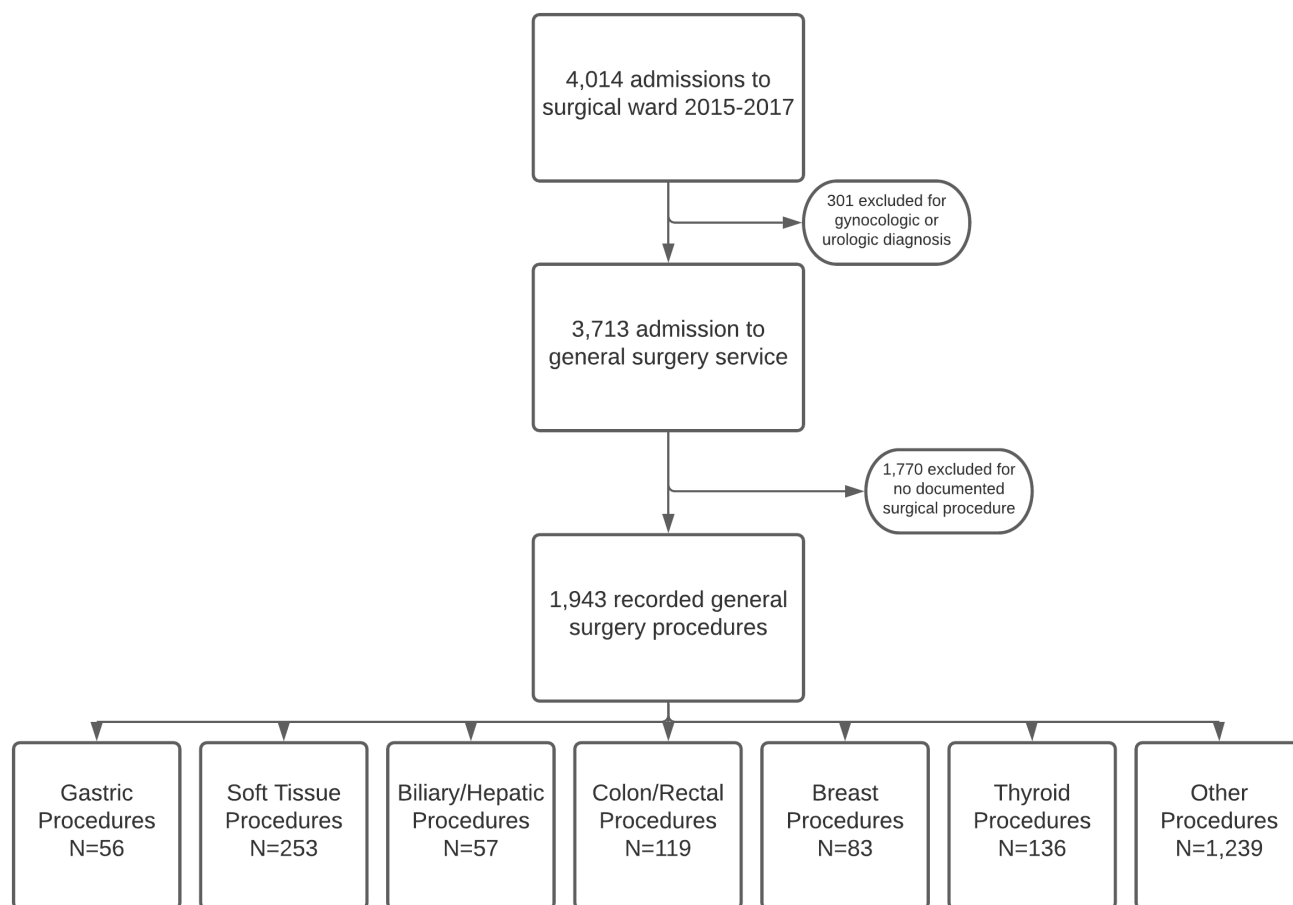 4,014 admissions to
surgical ward 2015-2017
301 excluded for
gynocologic or
urologic diagnosis
3,713 admission to
general surgery service
1,770 excluded for
no documented
surgical procedure
1,943 recorded general
surgery procedures
Gastric
Procedures
N=56
Soft Tissue
Procedures
N=253
Biliary/Hepatic
Procedures
N=57
Colon/Rectal
Procedures
N=119
Breast
Procedures
N=83
Thyroid
Procedures
N=136
Other
Procedures
N=1,239